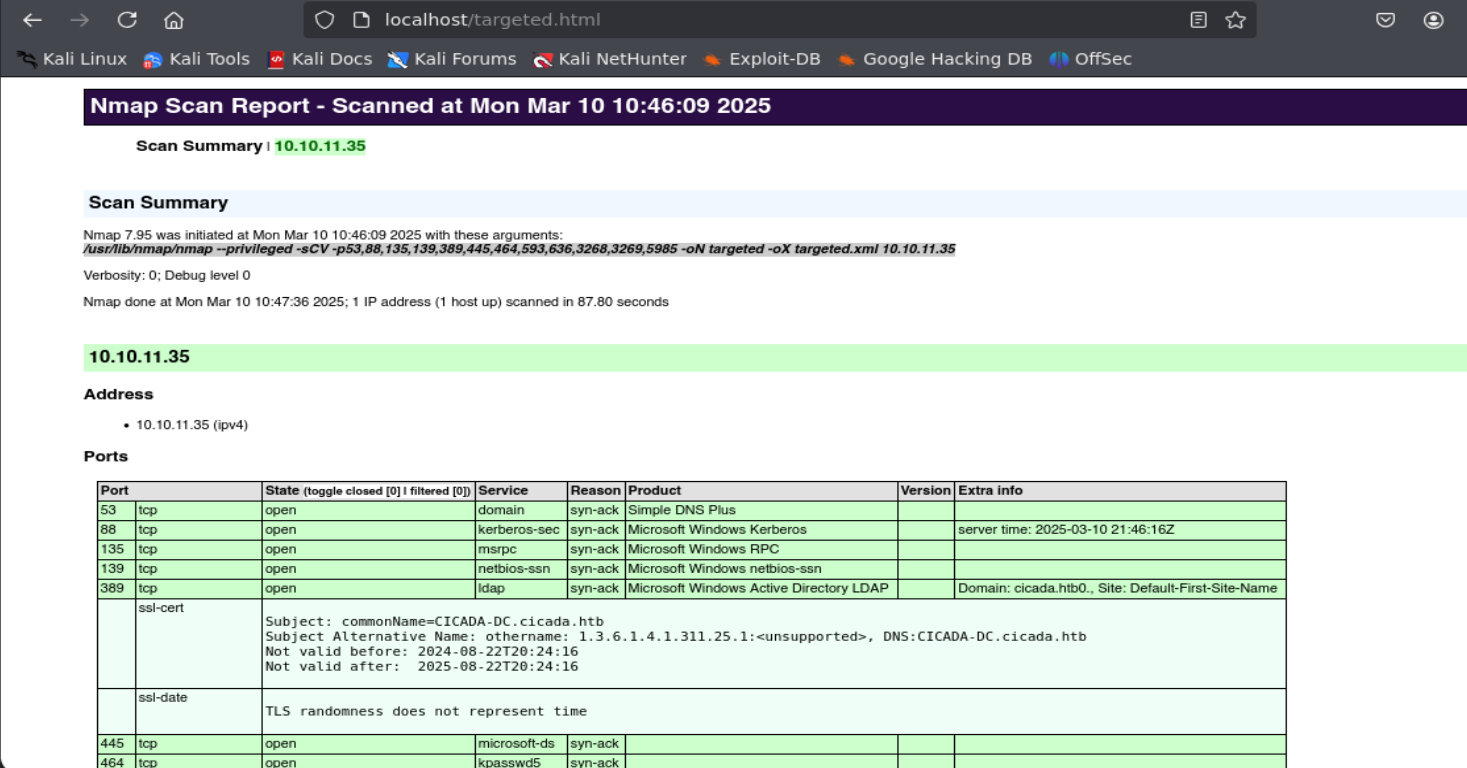 localhost/targeted.html
Kali Linux Kali Tools Kali Docs Kali Forums Kali NetHunter Exploit-DB Google Hacking DB OffSec
Nmap Scan Report - Scanned at Mon Mar 10 10:46:09 2025
Scan Summary | 10.10.11.35
Scan Summary
Nmap 7.95 was initiated at Mon Mar 10 10:46:09 2025 with these arguments:
/usr/lib/nmap/nmap --privileged -sCV -p53,88,135,139,389,445,464,593,636,3268,3269,5985 -oN targeted -oX targeted.xml 10.10.11.35
Verbosity: 0; Debug level 0
Nmap done at Mon Mar 10 10:47:36 2025; 1 IP address (1 host up) scanned in 87.80 seconds
10.10.11.35
Address
• 10.10.11.35 (ipv4)
Ports
Port State (toggle closed [0] | filtered [0]) Service Reason Product Version Extra info
53 tcp open domain syn-ack Simple DNS Plus
88 tcp open kerberos-sec syn-ack Microsoft Windows Kerberos server time: 2025-03-10 21:46:16Z
135 tcp open msrpc syn-ack Microsoft Windows RPC
139 tcp open netbios-ssn syn-ack Microsoft Windows netbios-ssn
389 tcp open ldap syn-ack Microsoft Windows Active Directory LDAP Domain: cicada.htb0., Site: Default-First-Site-Name
ssl-cert
Subject: commonName=CICADA-DC.cicada.htb
Subject Alternative Name: othername: 1.3.6.1.4.1.311.25.1:<unsupported>, DNS:CICADA-DC.cicada.htb
Not valid before: 2024-08-22T20:24:16
Not valid after:  2025-08-22T20:24:16
ssl-date
TLS randomness does not represent time
445 tcp open microsoft-ds syn-ack
464 tcp open kpasswd5 syn-ack